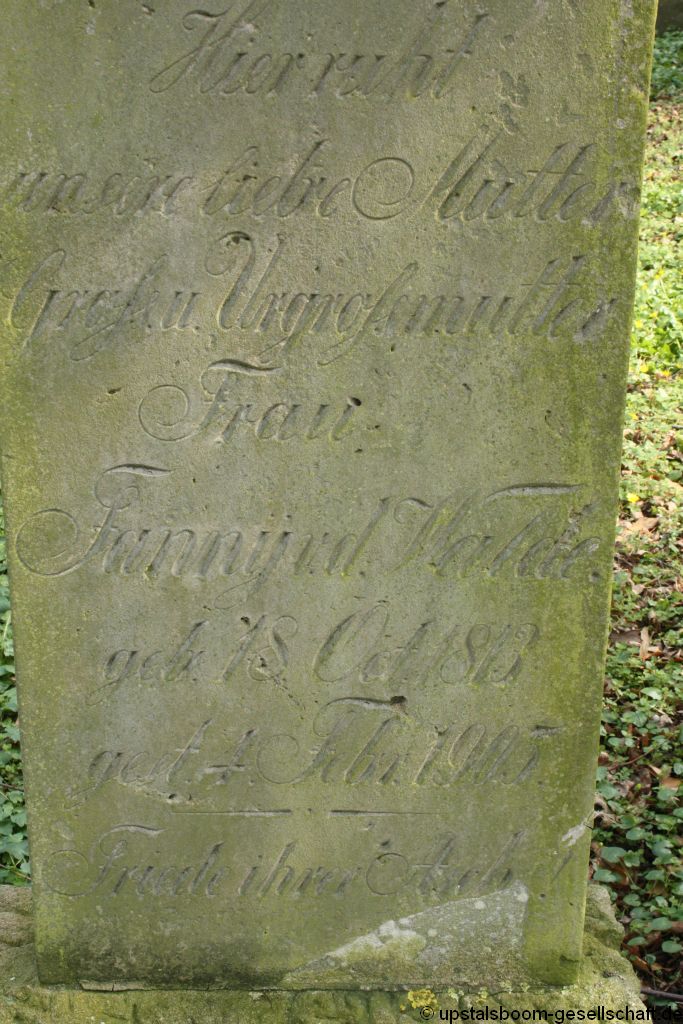 Hier ruht
unsere liebe Mutter
Groß. u. Urgroßmutter
Frau
Fanny v.d. Walde.
geb. 18. Oct. 1813
gest. 4. Febr. 1905.
Friede ihrer Asche!
© upstalsboom-gesellschaft.de